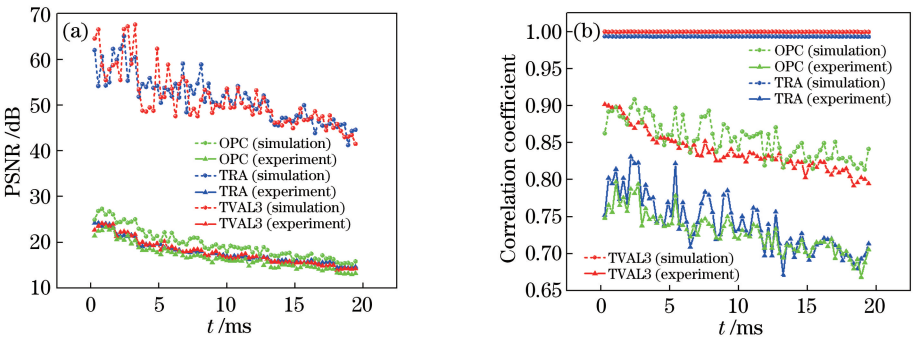 (a)
PSNR /dB
70
60
50
40
30
20
10
0
5
10
15
20
t /ms
OPC (simulation)
OPC (experiment)
TRA (simulation)
TRA (experiment)
TVAL3 (simulation)
TVAL3 (experiment)
(b)
Correlation coefficient
1.00
0.95
0.90
0.85
0.80
0.75
0.70
0.65
0
5
10
15
20
t /ms
OPC (simulation)
OPC (experiment)
TRA (simulation)
TRA (experiment)
TVAL3 (simulation)
TVAL3 (experiment)